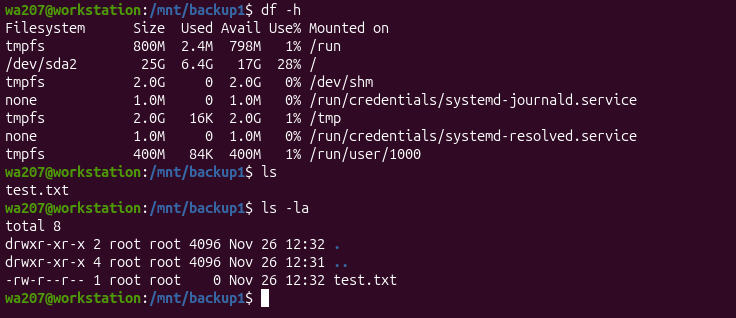 wa207@workstation:/mnt/backup1$ df -h
Filesystem      Size  Used Avail Use% Mounted on
tmpfs           800M  2.4M  798M   1% /run
/dev/sda2        25G  6.4G   17G  28% /
tmpfs           2.0G     0  2.0G   0% /dev/shm
none            1.0M     0  1.0M   0% /run/credentials/systemd-journald.service
tmpfs           2.0G   16K  2.0G   1% /tmp
none            1.0M     0  1.0M   0% /run/credentials/systemd-resolved.service
tmpfs           400M   84K  400M   1% /run/user/1000
wa207@workstation:/mnt/backup1$ ls
test.txt
wa207@workstation:/mnt/backup1$ ls -la
total 8
drwxr-xr-x 2 root root 4096 Nov 26 12:32 .
drwxr-xr-x 4 root root 4096 Nov 26 12:31 ..
-rw-r--r-- 1 root root    0 Nov 26 12:32 test.txt
wa207@workstation:/mnt/backup1$